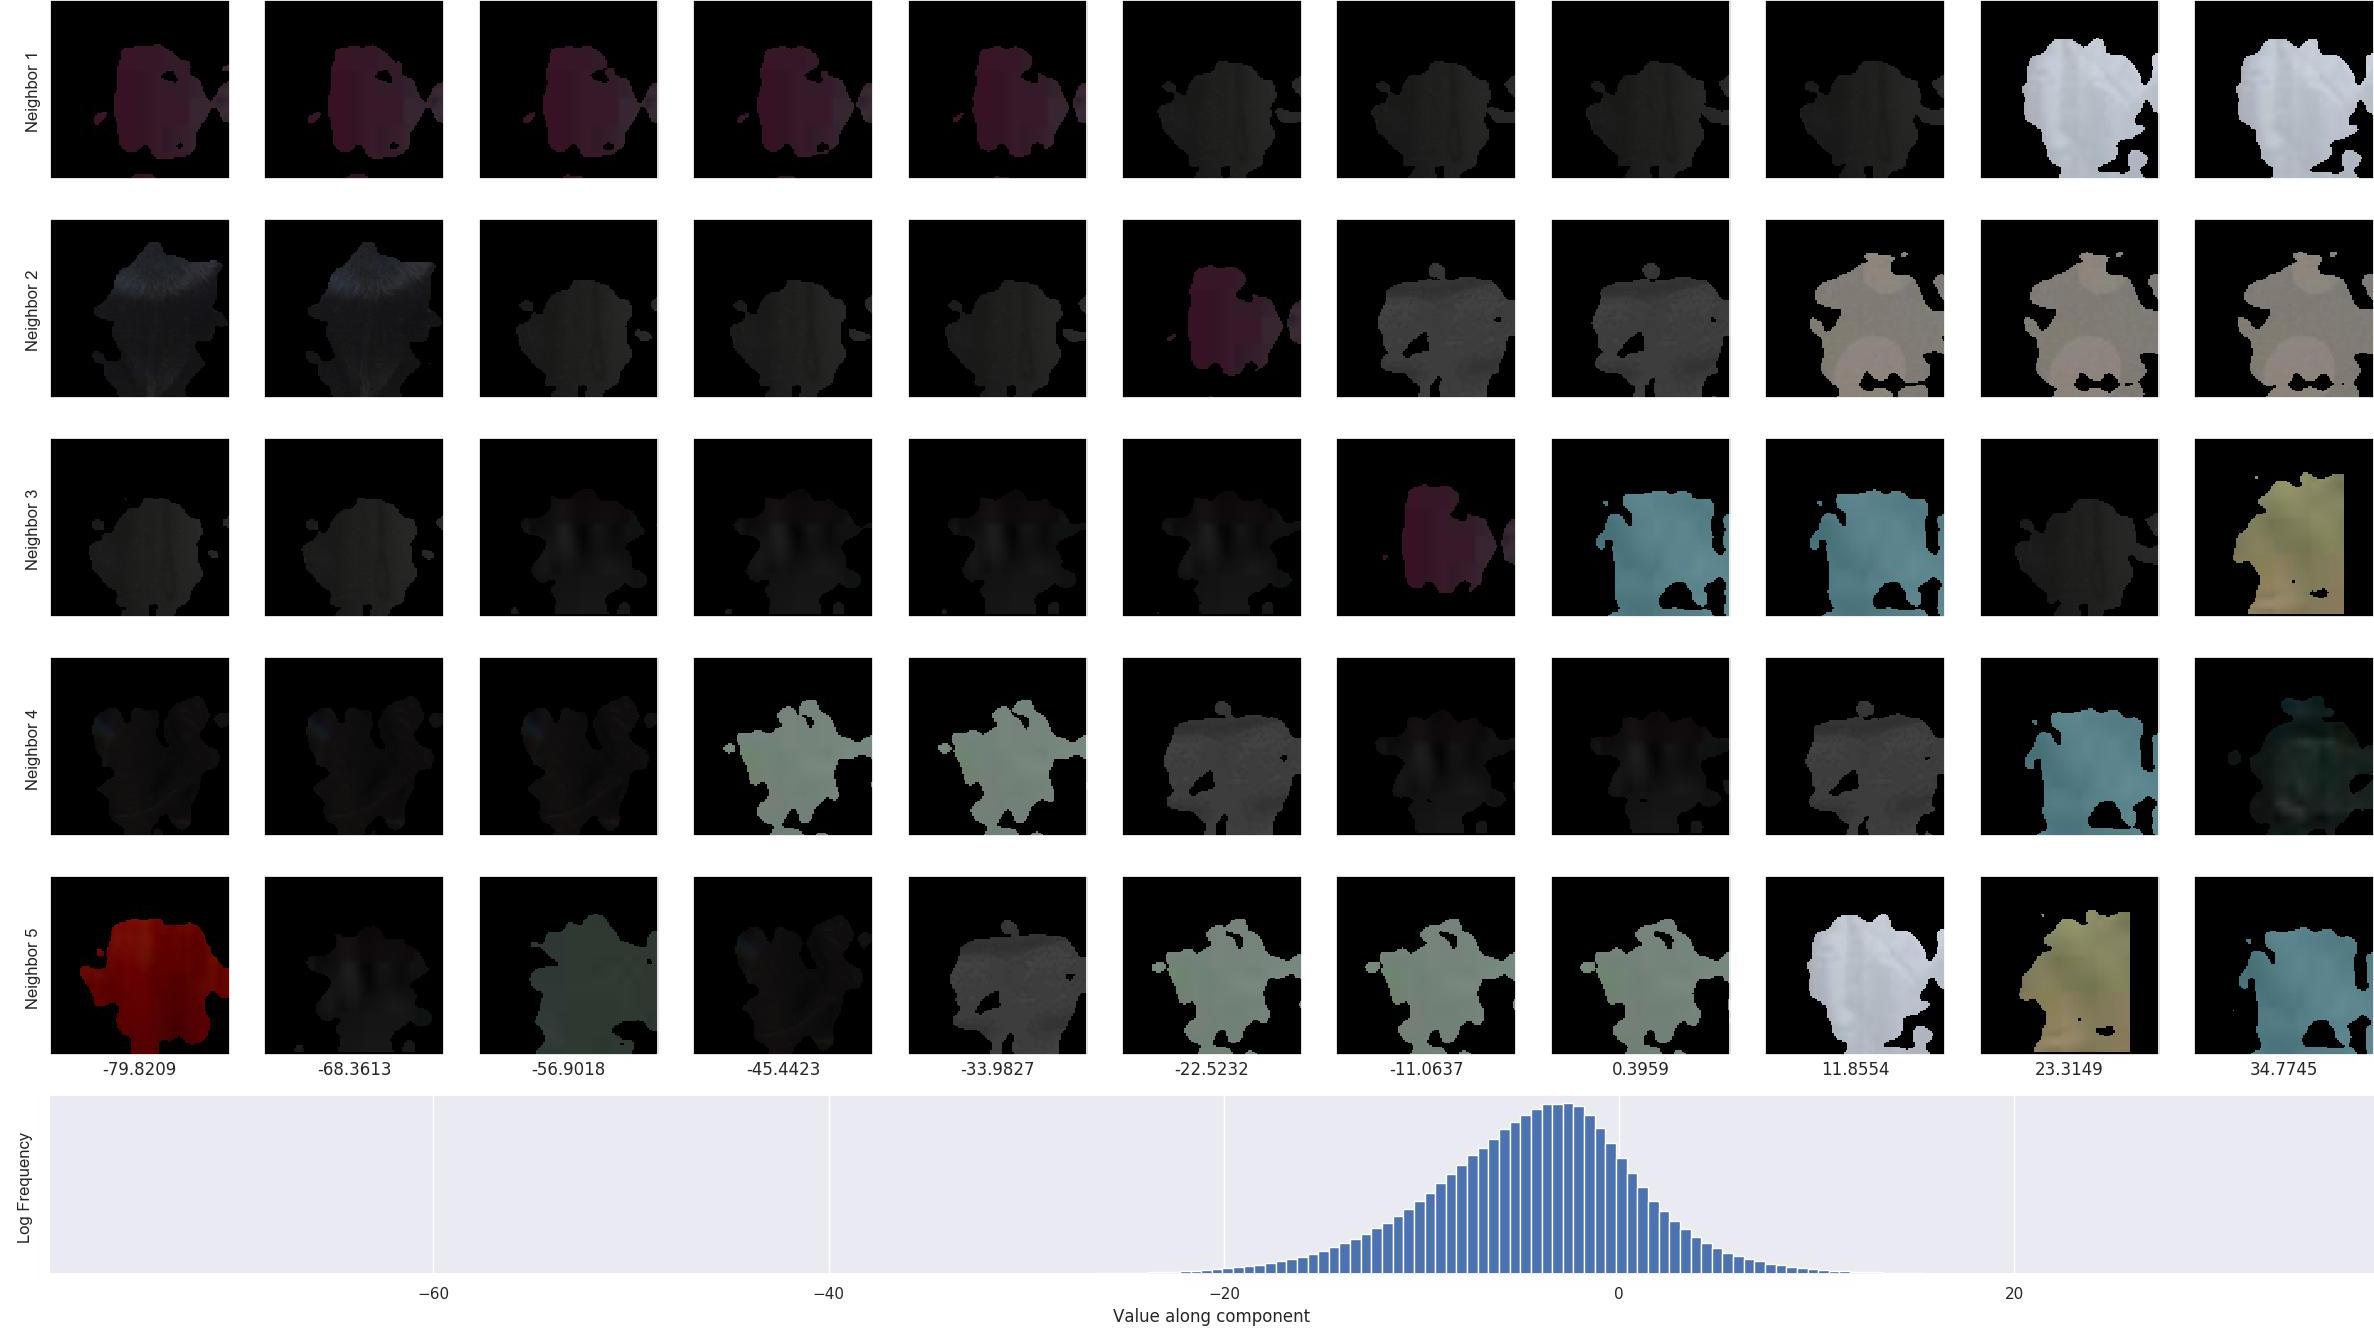 Neighbor 1
Neighbor 2
Neighbor 3
Neighbor 4
Neighbor 5
-79.8209 -68.3613 -56.9018 -45.4423 -33.9827 -22.5232 -11.0637 0.3959 11.8554 23.3149 34.7745
Log Frequency
−60 −40 −20 0 20
Value along component